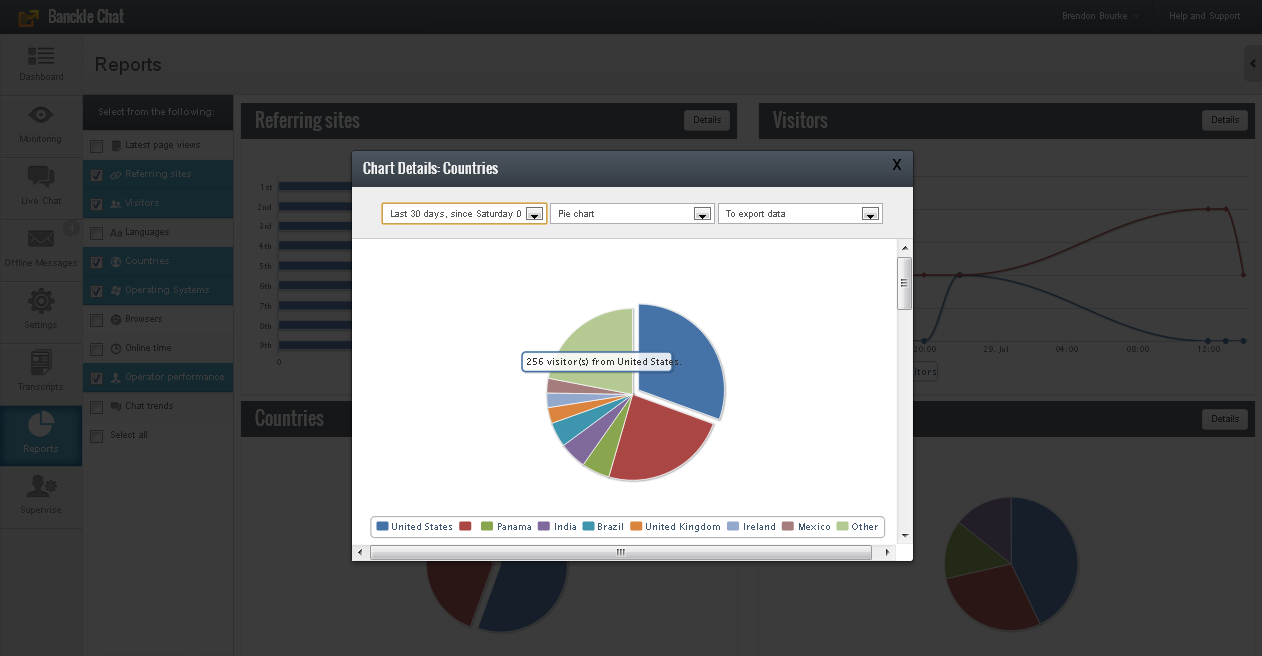 Banckle Chat
Brendon Bourke
Help and Support
Dashboard
Reports
Monitoring
Select from the following:
Latest page views
Referring sites
Visitors
Languages
Countries
Operating Systems
Browsers
Online time
Operator performance
Chat trends
Select all
Live Chat
Offline Messages
4
Settings
Transcripts
Reports
Supervise
Referring sites
Details
Visitors
Details
1st
2nd
3rd
4th
5th
6th
7th
8th
9th
0
Chart Details: Countries
X
Last 30 days, since Saturday 0
Pie chart
To export data
256 visitor(s) from United States.
United States
Panama
India
Brazil
United Kingdom
Ireland
Mexico
Other
20:00
29. Jul
04:00
08:00
12:00
Countries
Details